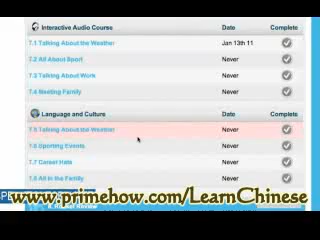 Interactive Audio Course Date Complete
7.1 Talking About the Weather Jan 13th 11
7.2 All About Sport Never
7.3 Talking About Work Never
7.4 Meeting Family Never
Language and Culture Date Complete
7.5 Talking About the Weather Never
7.6 Sporting Events Never
7.7 Career Hats Never
7.8 All in the Family Never
www.primehow.com/LearnChinese